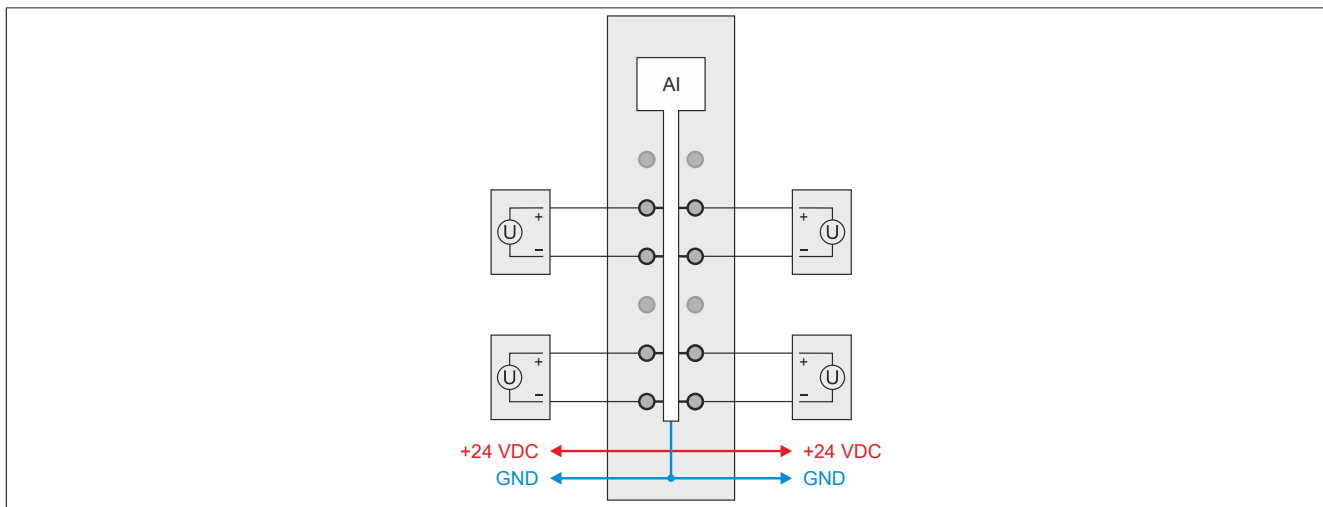 AI
+ +
U U
− −
+ +
U U
− −
+24 VDC +24 VDC
GND GND